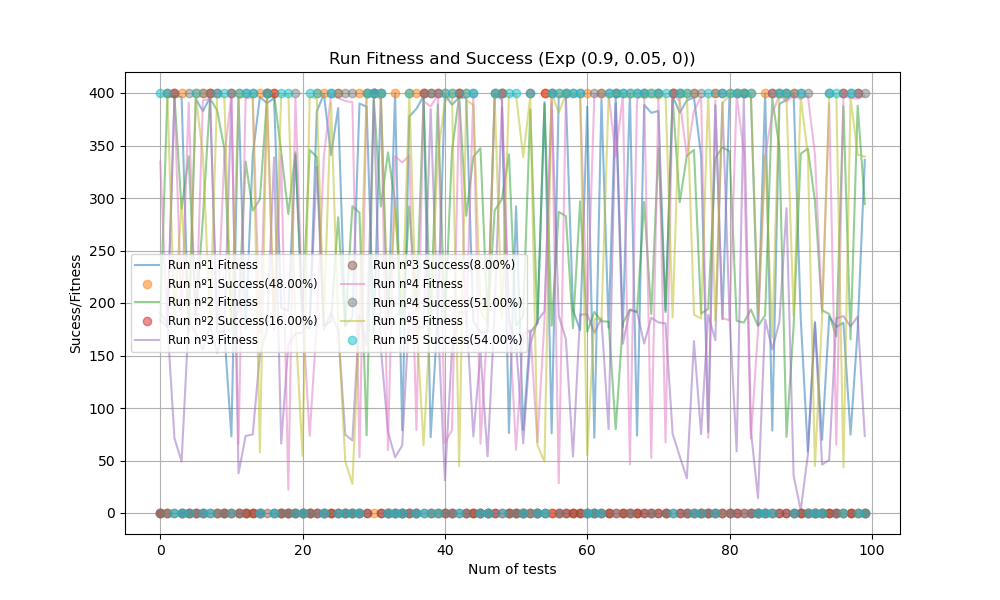 Run Fitness and Success (Exp (0.9, 0.05, 0))
Success/Fitness
400
350
300
250
200
150
100
50
0
Run nº1 Fitness
Run nº1 Success(48.00%)
Run nº2 Fitness
Run nº2 Success(16.00%)
Run nº3 Fitness
Run nº3 Success(8.00%)
Run nº4 Fitness
Run nº4 Success(51.00%)
Run nº5 Fitness
Run nº5 Success(54.00%)
0 20 40 60 80 100
Num of tests